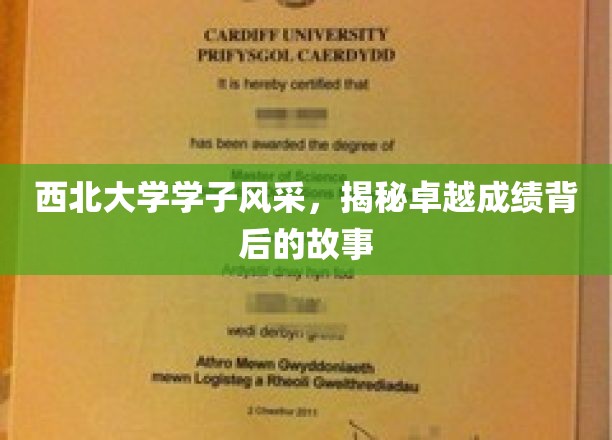 CARDIFF UNIVERSITY
PRIFYSGOL CAERDYDD
It is hereby certified that
has been awarded the degree of
Master of Science
西北大学学子风采，揭秘卓越成绩背
后的故事
Ardystir drwy hyn fod
wedi derbyn
Athro Mewn Gwyddoniaeth
mewn Logisteg a Rheoli Gweithrediadau